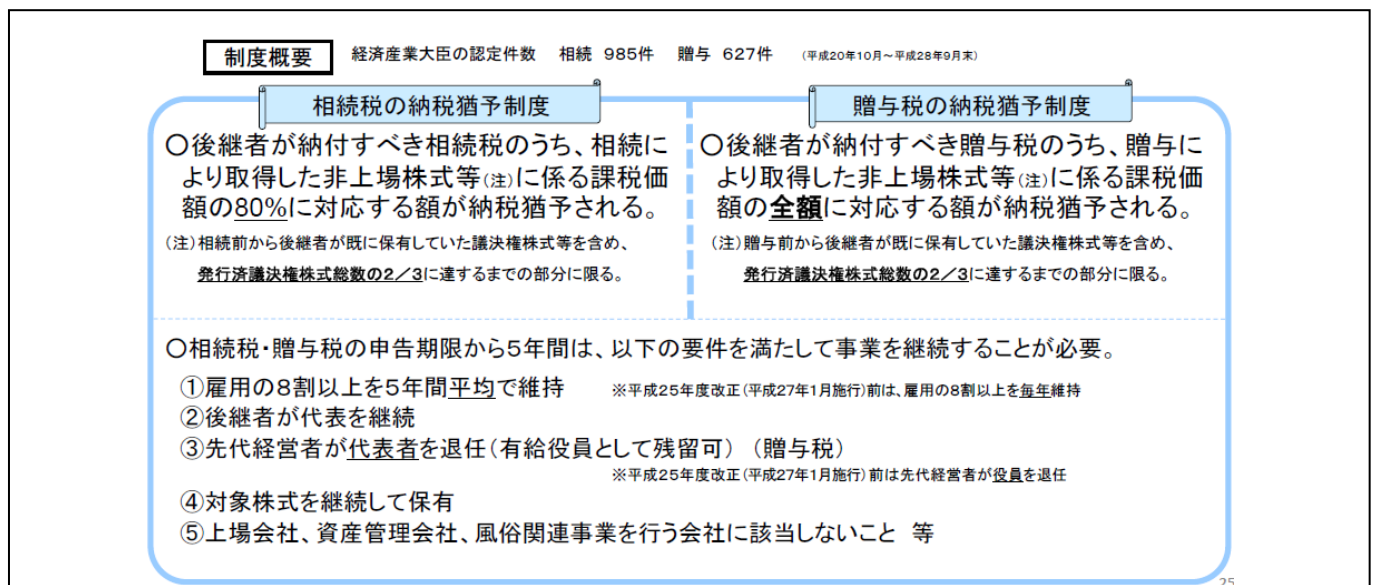 制度概要 経済産業大臣の認定件数 相続 985件 贈与 627件 (平成20年10月~平成28年9月末)
相続税の納税猶予制度
○後継者が納付すべき相続税のうち、相続に
より取得した非上場株式等(注)に係る課税価
額の80%に対応する額が納税猶予される。
(注)相続前から後継者が既に保有していた議決権株式等を含め、
発行済議決権株式総数の2/3に達するまでの部分に限る。
贈与税の納税猶予制度
○後継者が納付すべき贈与税のうち、贈与に
より取得した非上場株式等(注)に係る課税価
額の全額に対応する額が納税猶予される。
(注)贈与前から後継者が既に保有していた議決権株式等を含め、
発行済議決権株式総数の2/3に達するまでの部分に限る。
○相続税・贈与税の申告期限から5年間は、以下の要件を満たして事業を継続することが必要。
①雇用の8割以上を5年間平均で維持 ※平成25年度改正(平成27年1月施行)前は、雇用の8割以上を毎年維持
②後継者が代表を継続
③先代経営者が代表者を退任(有給役員として残留可) (贈与税)
※平成25年度改正(平成27年1月施行)前は先代経営者が役員を退任
④対象株式を継続して保有
⑤上場会社、資産管理会社、風俗関連事業を行う会社に該当しないこと 等
25